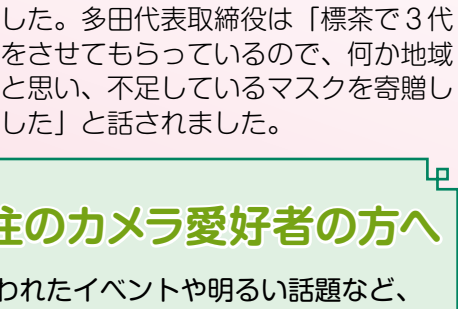 した。多田代表取締役は「標茶で３代
をさせてもらっているので、何か地域
と思い、不足しているマスクを寄贈し
した」と話されました。
住のカメラ愛好者の方へ
われたイベントや明るい話題など、